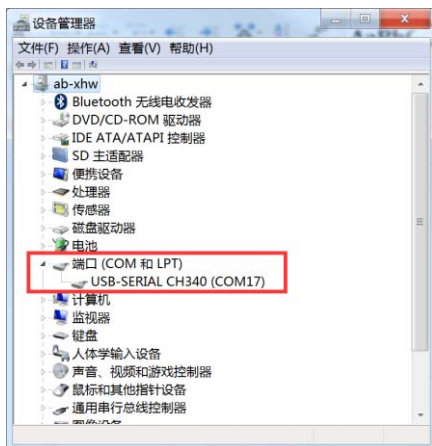 设备管理器
文件(F) 操作(A) 查看(V) 帮助(H)
ab-xhw
Bluetooth 无线电收发器
DVD/CD-ROM 驱动器
IDE ATA/ATAPI 控制器
SD 主适配器
便携设备
处理器
传感器
磁盘驱动器
电池
端口 (COM 和 LPT)
USB-SERIAL CH340 (COM17)
计算机
监视器
键盘
人体学输入设备
声音、视频和游戏控制器
鼠标和其他指针设备
通用串行总线控制器